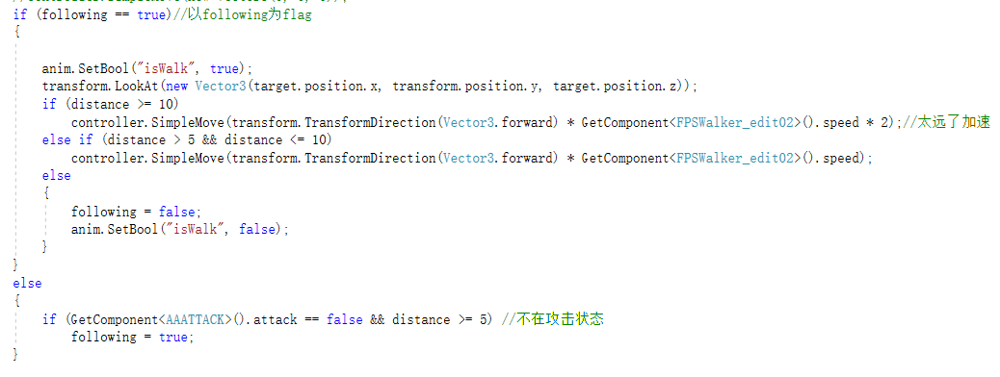 if (following == true)//以following为flag
{
anim.SetBool("isWalk", true);
transform.LookAt(new Vector3(target.position.x, transform.position.y, target.position.z));
if (distance >= 10)
controller.SimpleMove(transform.TransformDirection(Vector3.forward) * GetComponent<FPSWalker_edit02>().speed * 2);//太远了加速
else if (distance > 5 && distance <= 10)
controller.SimpleMove(transform.TransformDirection(Vector3.forward) * GetComponent<FPSWalker_edit02>().speed);
else
{
following = false;
anim.SetBool("isWalk", false);
}
}
else
{
if (GetComponent<AAATTACK>().attack == false && distance >= 5) //不在攻击状态
following = true;
}